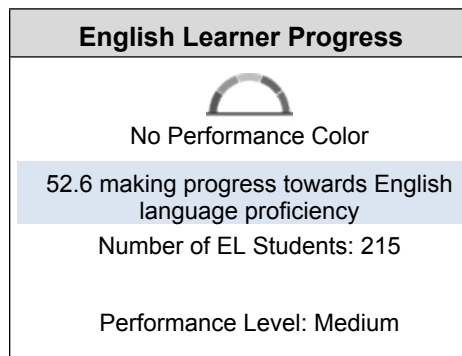 English Learner Progress
No Performance Color
52.6 making progress towards English
language proficiency
Number of EL Students: 215
Performance Level: Medium